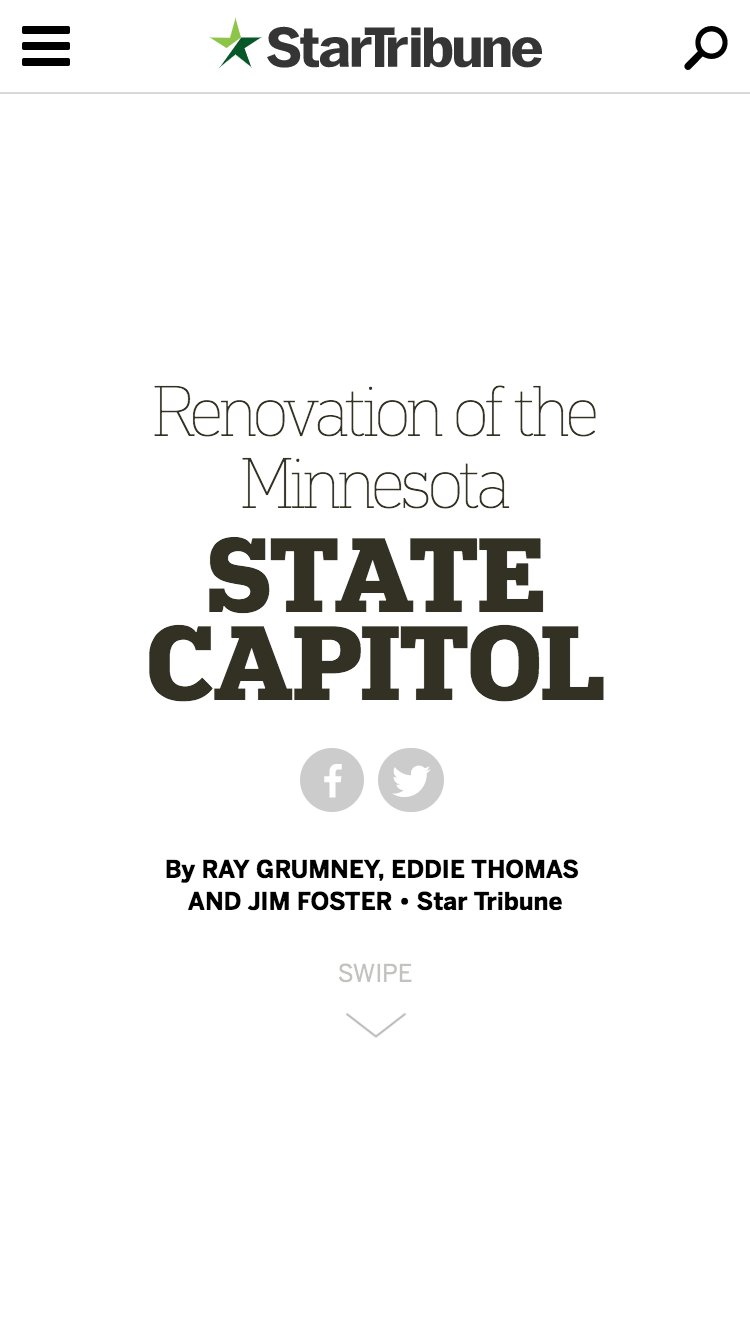 StarTribune
Renovation of the
Minnesota
STATE
CAPITOL
By RAY GRUMNEY, EDDIE THOMAS
AND JIM FOSTER • Star Tribune
SWIPE